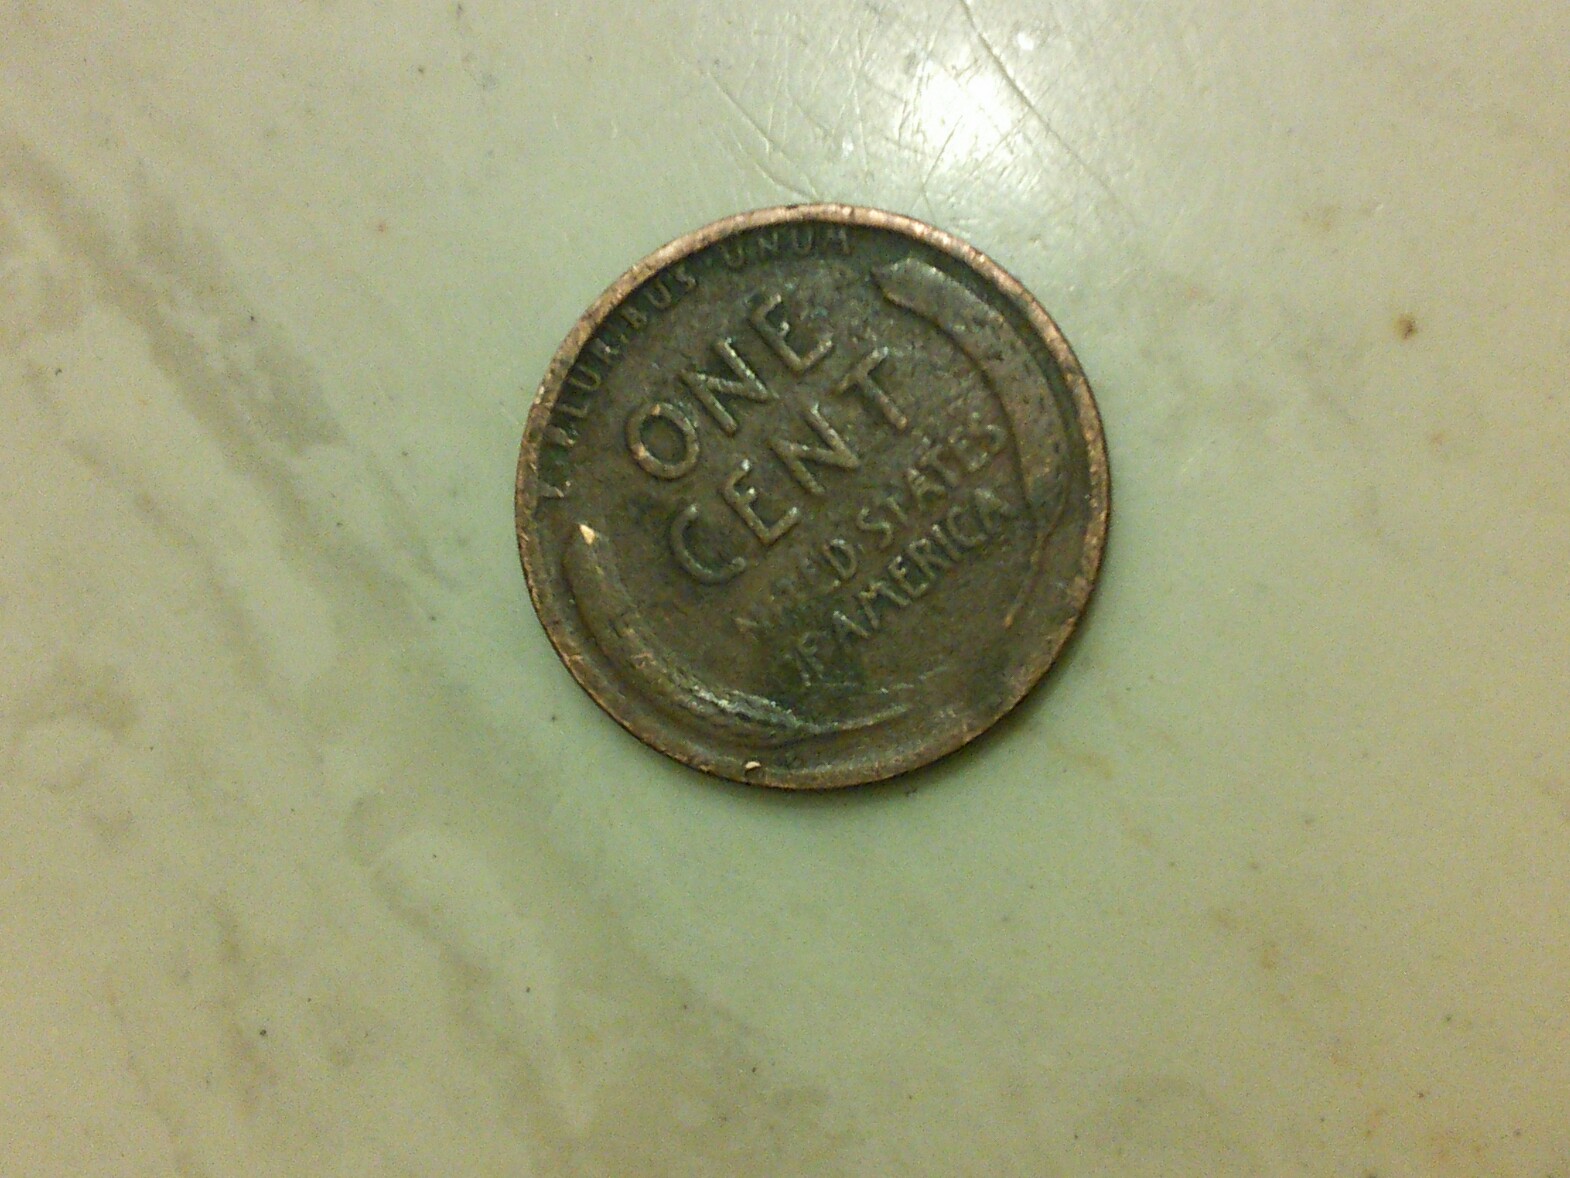 E PLURIBUS UNUM
ONE
CENT
UNITED STATES
OF AMERICA